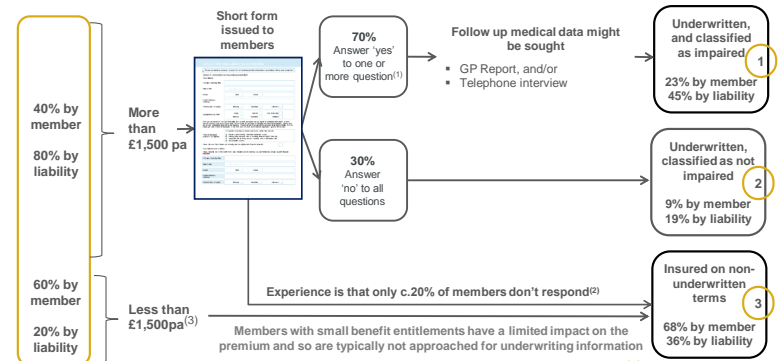 40% by
member
80% by
liability
60% by
member
20% by
liability
More
than
£1,500 pa
Less than
£1,500pa(3)
Short form
issued to
members
70%
Answer ‘yes’
to one or
more question(1)
30%
Answer
‘no’ to all
questions
Follow up medical data might
be sought
▪ GP Report, and/or
▪ Telephone interview
Experience is that only c.20% of members don’t respond(2)
Members with small benefit entitlements have a limited impact on the
premium and so are typically not approached for underwriting information
Underwritten,
and classified
as impaired
1
23% by member
45% by liability
Underwritten,
classified as not
impaired
2
9% by member
19% by liability
Insured on non-
underwritten
terms
3
68% by member
36% by liability